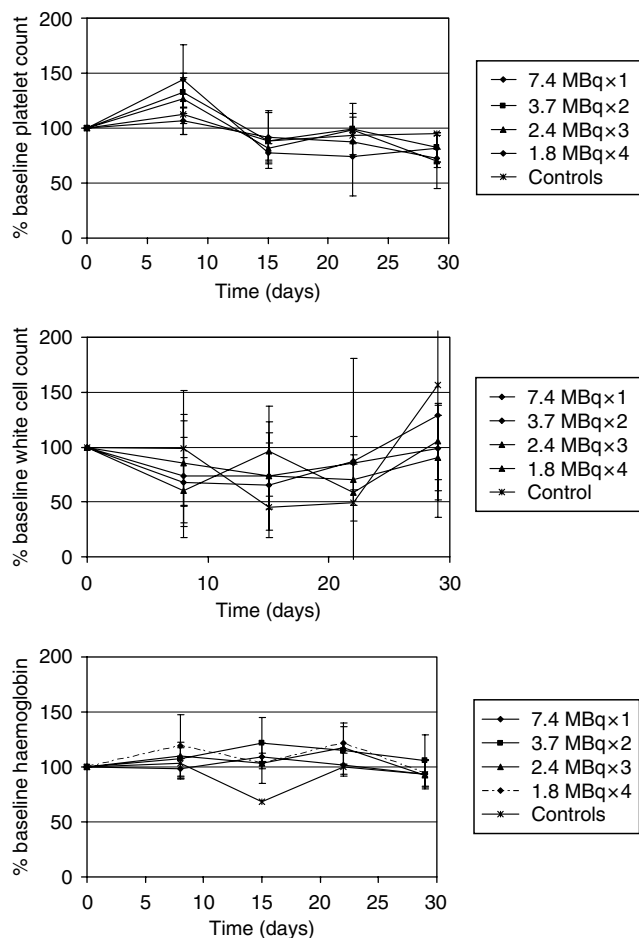 % baseline platelet count
200
150
100
50
0
0 5 10 15 20 25 30
Time (days)
7.4 MBq×1
3.7 MBq×2
2.4 MBq×3
1.8 MBq×4
Controls
% baseline white cell count
200
150
100
50
0
0 10 20 30
Time (days)
7.4 MBq×1
3.7 MBq×2
2.4 MBq×3
1.8 MBq×4
Control
% baseline haemoglobin
200
150
100
50
0
0 5 10 15 20 25 30
Time (days)
7.4 MBq×1
3.7 MBq×2
2.4 MBq×3
1.8 MBq×4
Controls